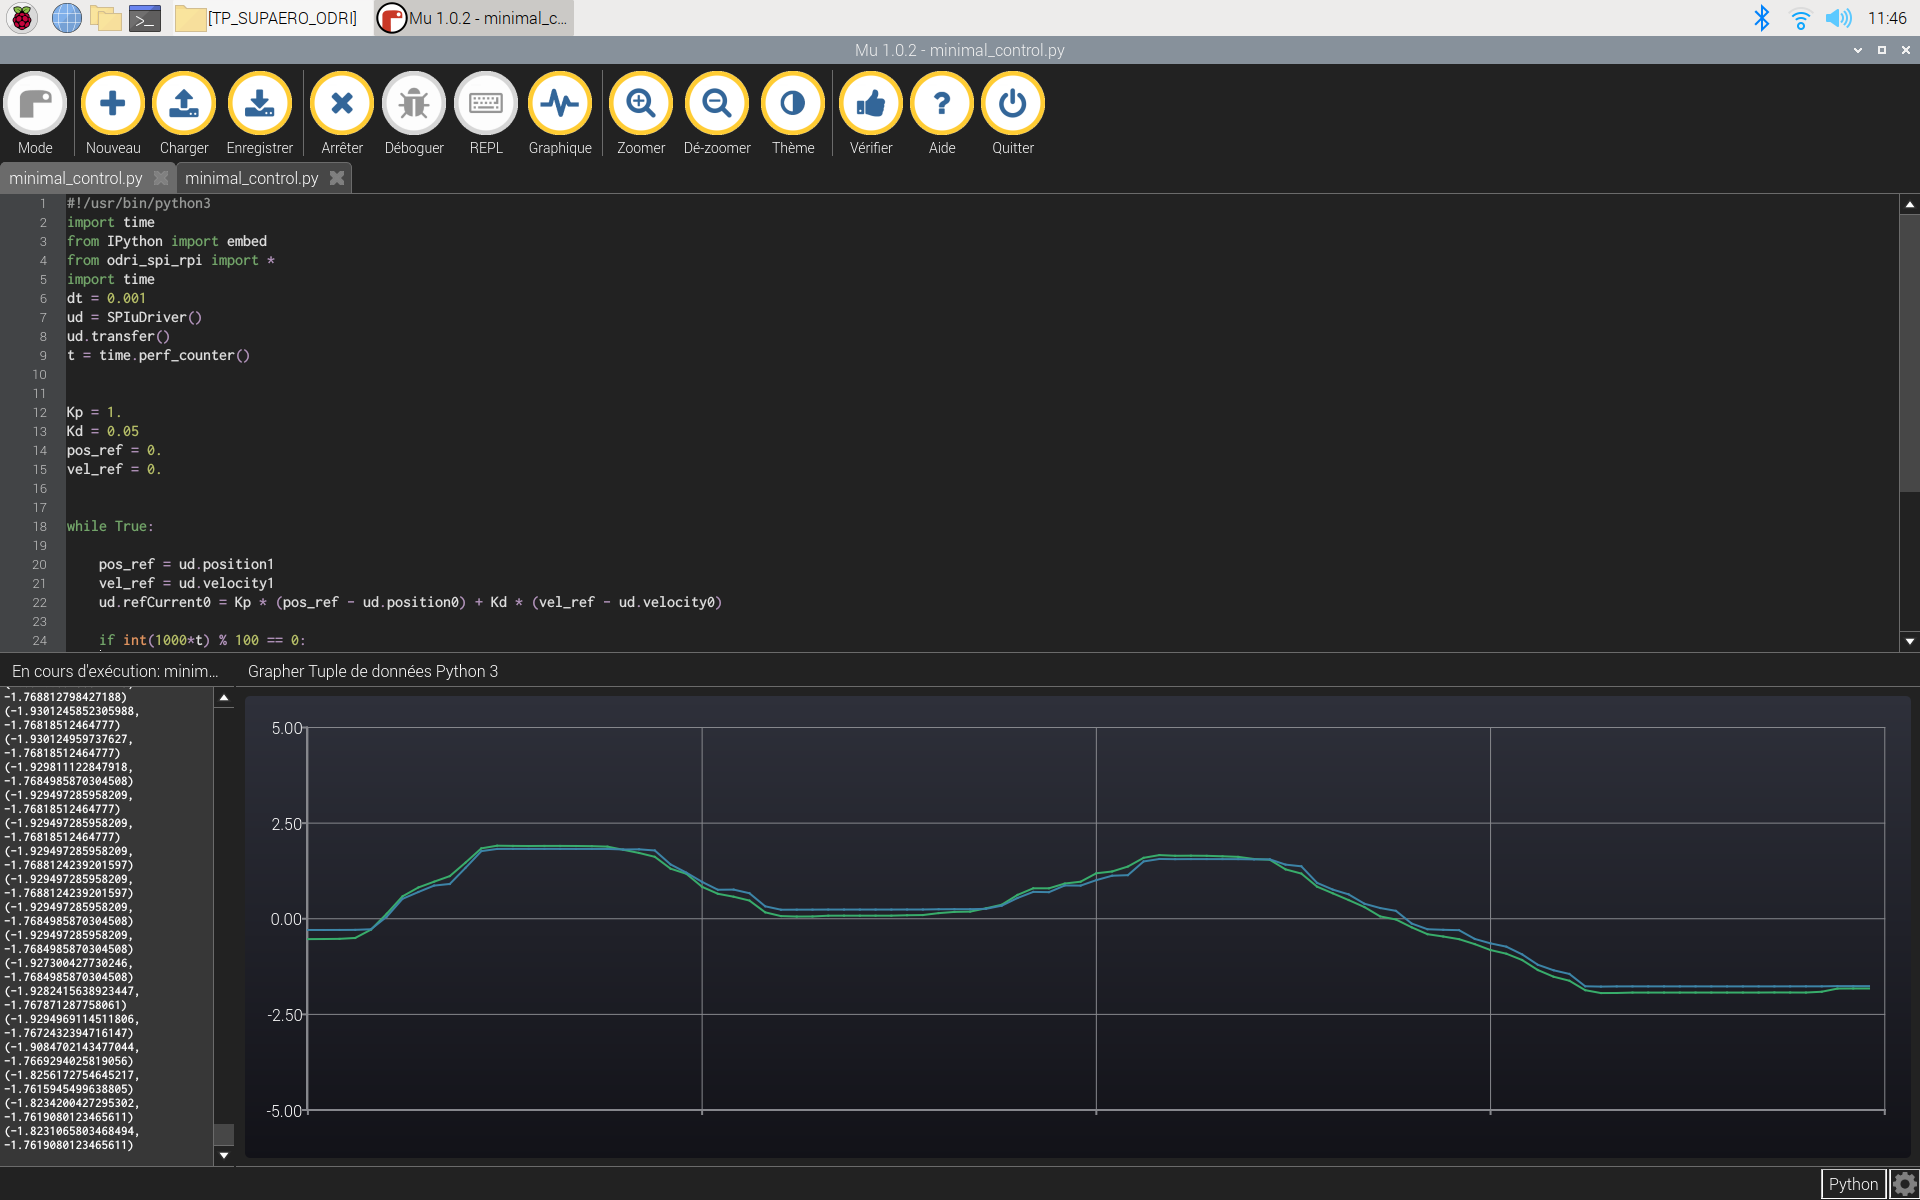 [TP_SUPAERO_ODRI]
Mu 1.0.2 - minimal_c...
11:46
Mu 1.0.2 - minimal_control.py
Mode
Nouveau
Charger
Enregistrer
Arrêter
Déboguer
REPL
Graphique
Zoomer
Dé-zoomer
Thème
Vérifier
Aide
Quitter
minimal_control.py
minimal_control.py
1 #!/usr/bin/python3
2 import time
3 from IPython import embed
4 from odri_spi_rpi import *
5 import time
6 dt = 0.001
7 ud = SPIuDriver()
8 ud.transfer()
9 t = time.perf_counter()
10
11
12 Kp = 1.
13 Kd = 0.05
14 pos_ref = 0.
15 vel_ref = 0.
16
17
18 while True:
19
20 pos_ref = ud.position1
21 vel_ref = ud.velocity1
22 ud.refCurrent0 = Kp * (pos_ref - ud.position0) + Kd * (vel_ref - ud.velocity0)
23
24 if int(1000*t) % 100 == 0:
En cours d'exécution: minim...
Grapher Tuple de données Python 3
-1.768812798427188)
(-1.9301245852305988,
-1.76818512464777)
(-1.930124959737627,
-1.76818512464777)
(-1.929811122847918,
-1.7684985870304508)
(-1.929497285958209,
-1.76818512464777)
(-1.929497285958209,
-1.76818512464777)
(-1.929497285958209,
-1.7688124239201597)
(-1.929497285958209,
-1.7688124239201597)
(-1.929497285958209,
-1.7684985870304508)
(-1.929497285958209,
-1.7684985870304508)
(-1.927300427730246,
-1.7684985870304508)
(-1.9282415638923447,
-1.767871287758061)
(-1.9294969114511806,
-1.7672432394716147)
(-1.9084702143477044,
-1.7669294025819056)
(-1.8256172754645217,
-1.7615945499638805)
(-1.8234200427295302,
-1.7619080123465611)
(-1.8231065803468494,
-1.7619080123465611)
5.00
2.50
0.00
-2.50
-5.00
Python